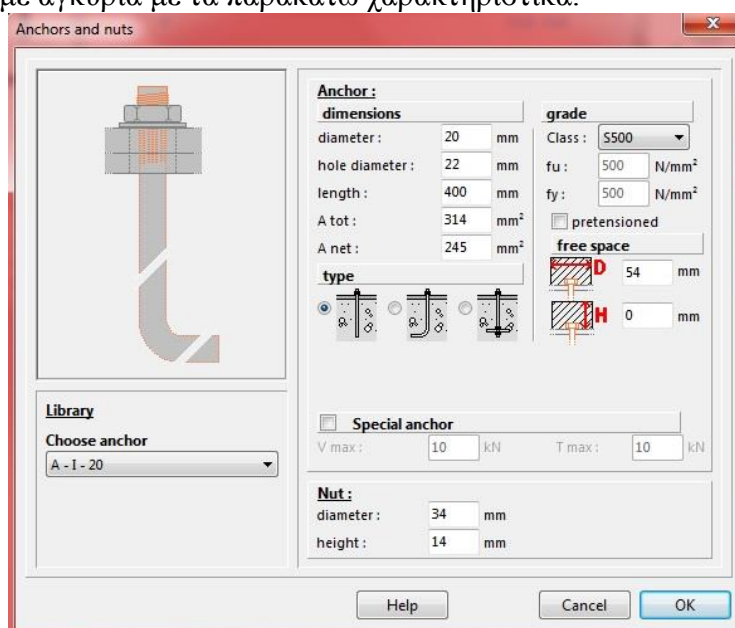 με αγκύρια με τα παρακάτω χαρακτηριστικά:
Anchors and nuts
x
Anchor :
dimensions
diameter : 20 mm
hole diameter : 22 mm
length : 400 mm
A tot : 314 mm²
A net : 245 mm²
type
grade
Class : S500
fu : 500 N/mm²
fy : 500 N/mm²
pretensioned
free space
D 54 mm
H 0 mm
Special anchor
V max : 10 kN T max : 10 kN
Library
Choose anchor
A - I - 20
Nut :
diameter : 34 mm
height : 14 mm
Help Cancel OK